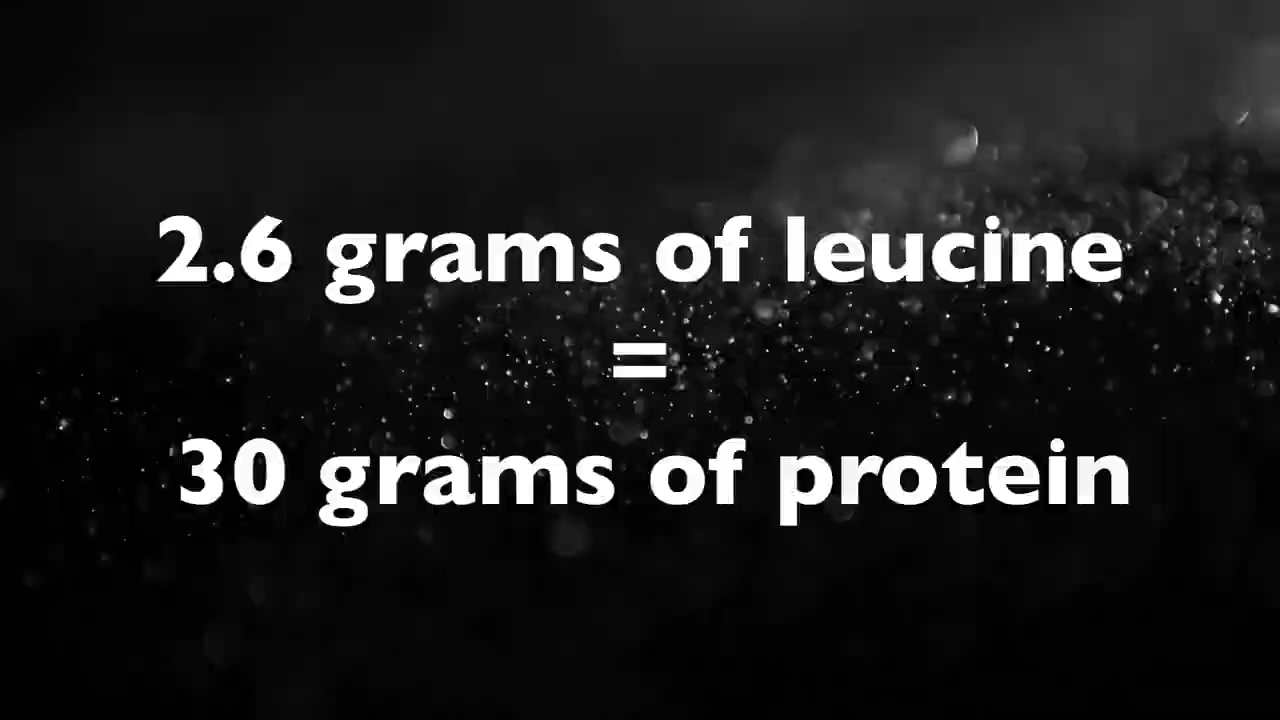 2.6 grams of leucine
=
30 grams of protein